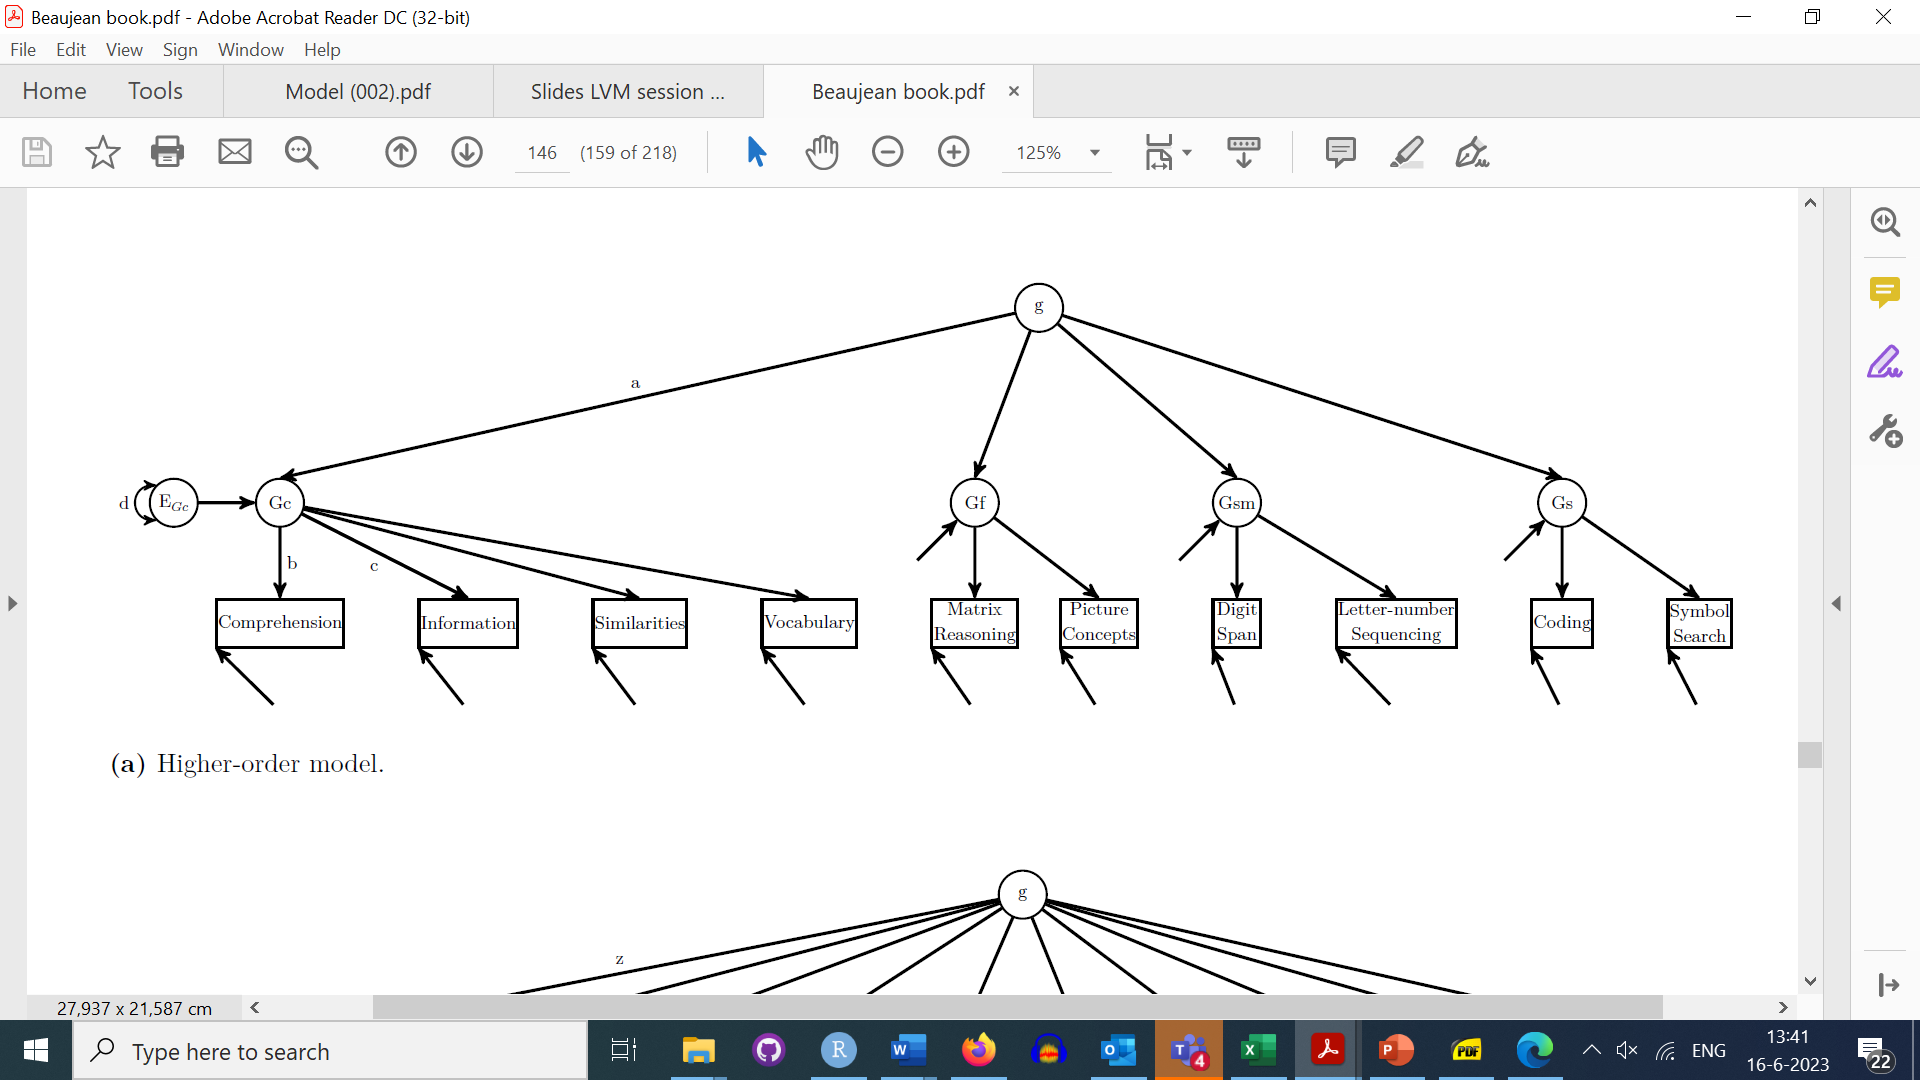 Beaujean book.pdf - Adobe Acrobat Reader DC (32-bit)
File Edit View Sign Window Help
Home Tools Model (002).pdf Slides LVM session ... Beaujean book.pdf ×
146 (159 of 218) 125%
g
a
d E_Gc Gc Gf Gsm Gs
b c
Comprehension Information Similarities Vocabulary Matrix Reasoning Picture Concepts Digit Span Letter-number Sequencing Coding Symbol Search
(a) Higher-order model.
g
z
27,937 x 21,587 cm
Type here to search
R W O T 4 X P PDF
ENG
13:41
16-6-2023
22